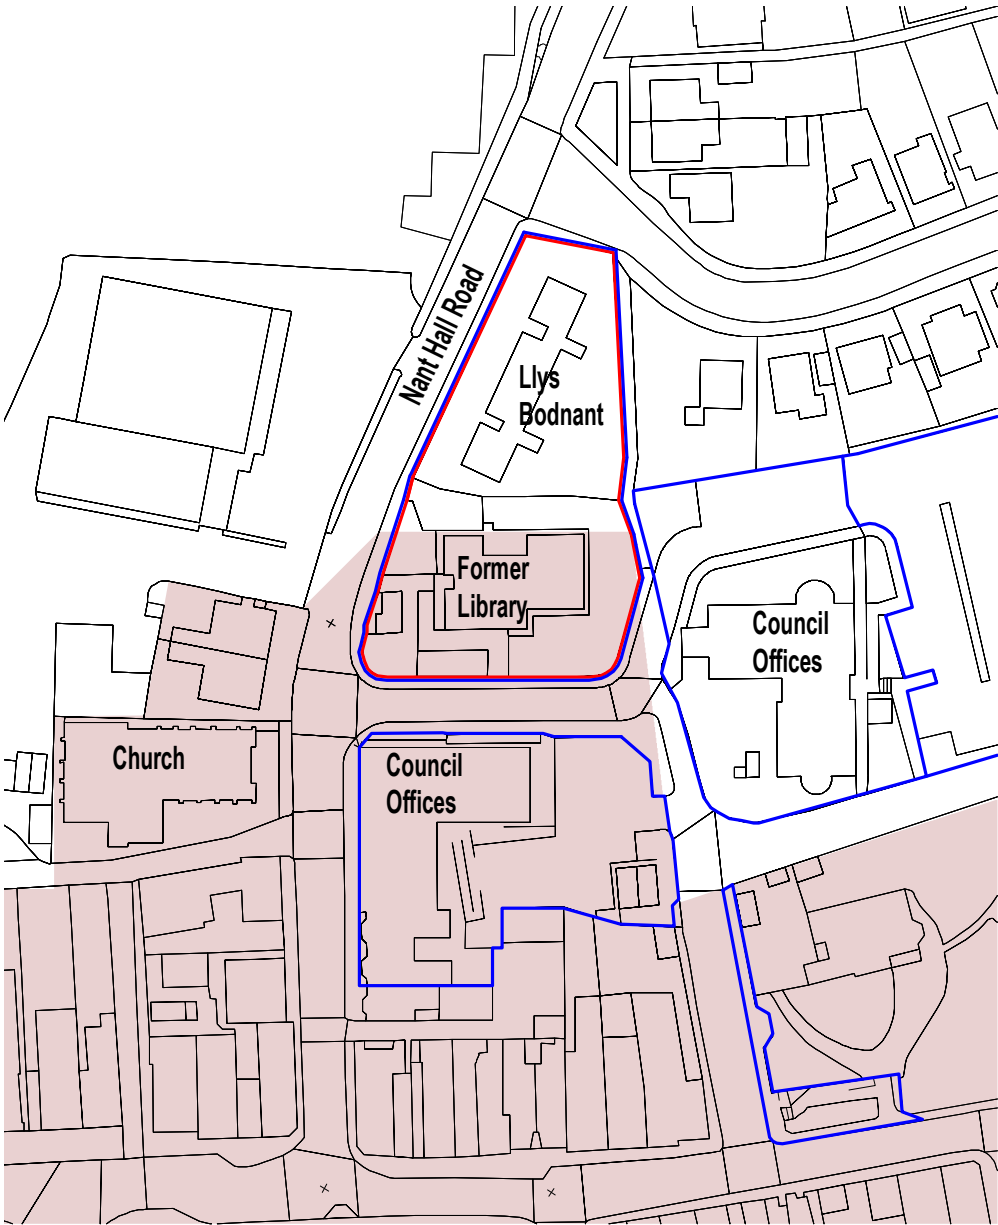 Nant Hall Road
Llys
Bodnant
Former
Library
Council
Offices
Church
Council
Offices